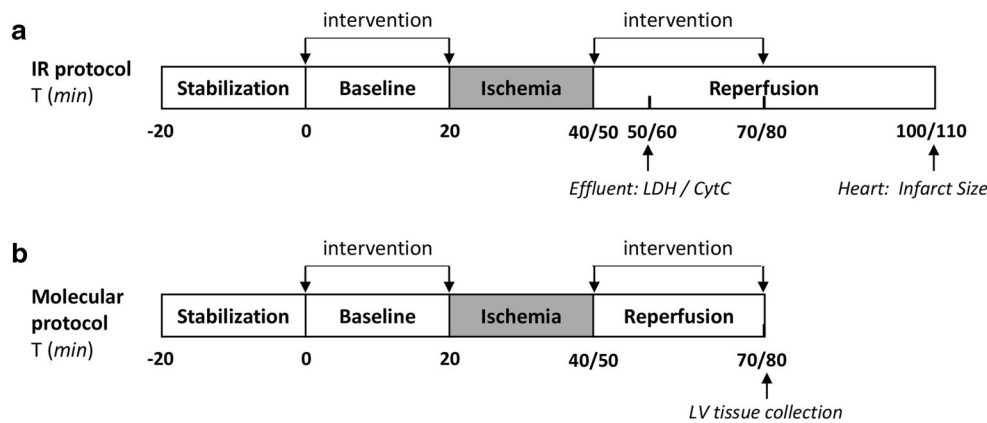 a
intervention
intervention
IR protocol
T (min)
Stabilization
Baseline
Ischemia
Reperfusion
-20
0
20
40/50
50/60
70/80
100/110
Effluent: LDH / CytC
Heart: Infarct Size
b
intervention
intervention
Molecular
protocol
T (min)
Stabilization
Baseline
Ischemia
Reperfusion
-20
0
20
40/50
70/80
LV tissue collection